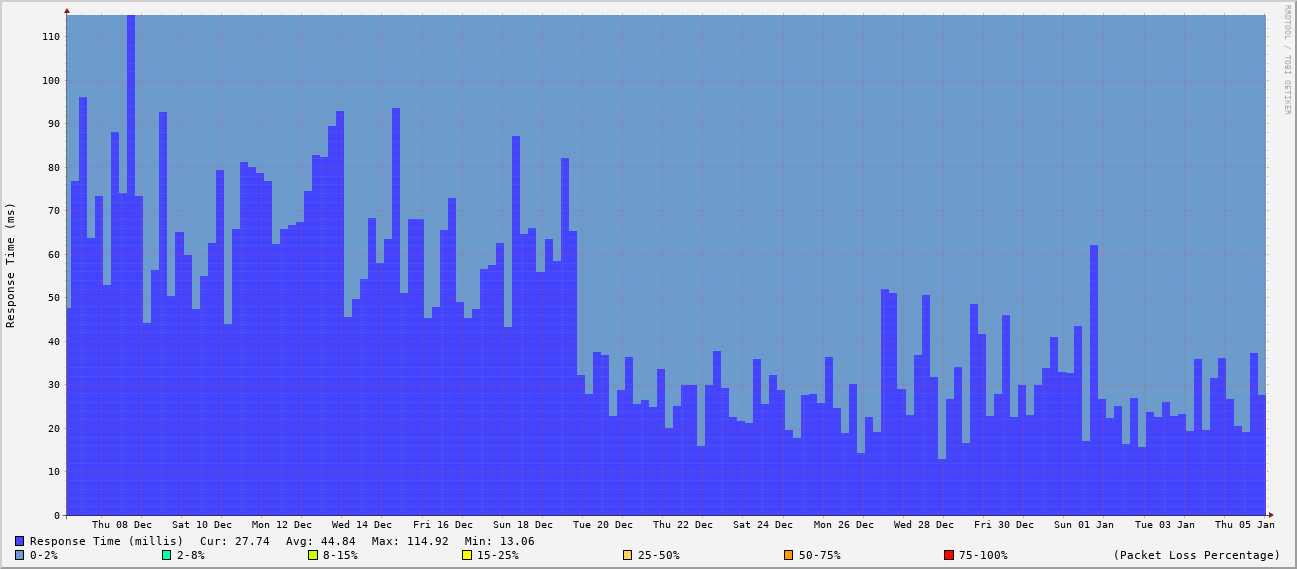 RRDTOOL / TOBI OETIKER
Response Time (ms)
110
100
90
80
70
60
50
40
30
20
10
0
Thu 08 Dec Sat 10 Dec Mon 12 Dec Wed 14 Dec Fri 16 Dec Sun 18 Dec Tue 20 Dec Thu 22 Dec Sat 24 Dec Mon 26 Dec Wed 28 Dec Fri 30 Dec Sun 01 Jan Tue 03 Jan Thu 05 Jan
Response Time (millis) Cur: 27.74 Avg: 44.84 Max: 114.92 Min: 13.06
0-2% 2-8% 8-15% 15-25% 25-50% 50-75% 75-100% (Packet Loss Percentage)